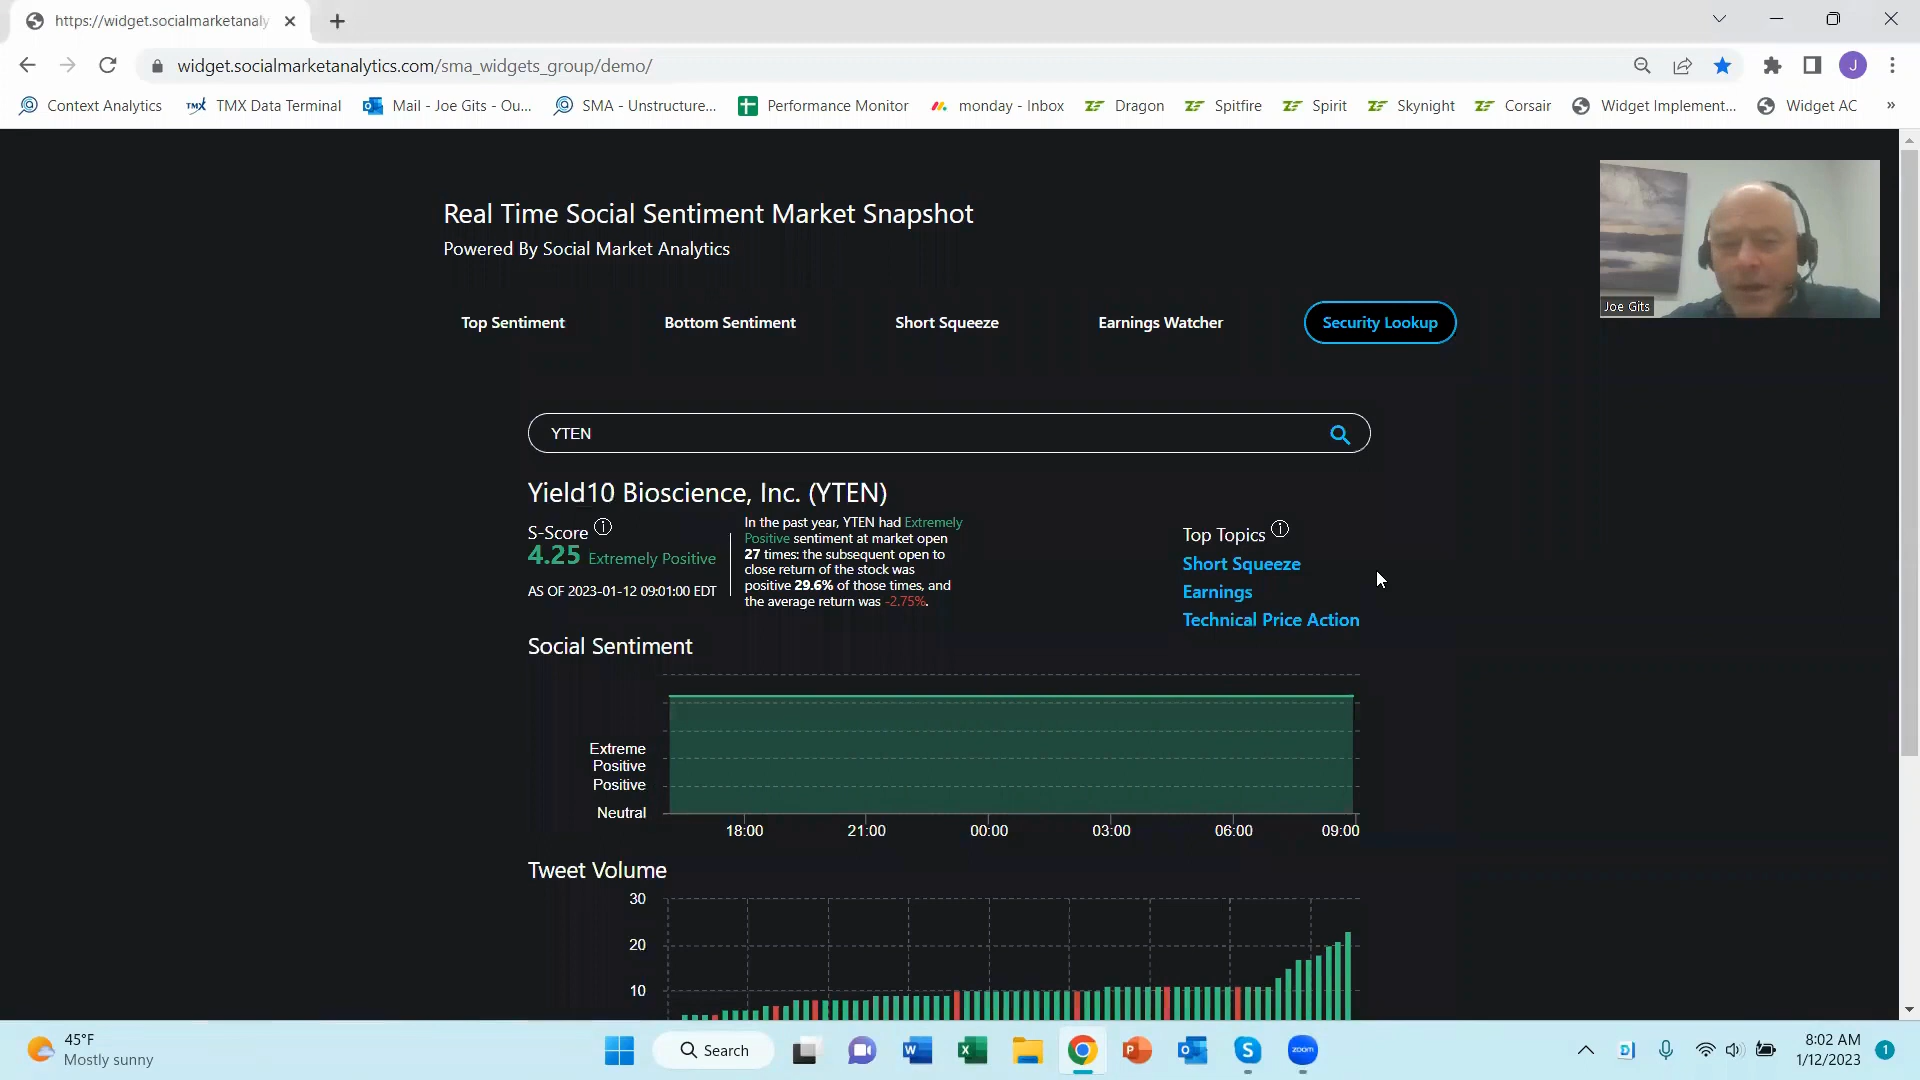 https://widget.socialmarketanaly
widget.socialmarketanalytics.com/sma_widgets_group/demo/
J
Context Analytics
TMX TMX Data Terminal
Mail - Joe Gits - Ou...
SMA - Unstructure...
Performance Monitor
monday - Inbox
ZF Dragon
ZF Spitfire
ZF Spirit
ZF Skynight
ZF Corsair
Widget Implement...
Widget AC
»
Real Time Social Sentiment Market Snapshot
Powered By Social Market Analytics
Joe Gits
Top Sentiment
Bottom Sentiment
Short Squeeze
Earnings Watcher
Security Lookup
YTEN
Yield10 Bioscience, Inc. (YTEN)
S-Score
4.25 Extremely Positive
AS OF 2023-01-12 09:01:00 EDT
In the past year, YTEN had Extremely
Positive sentiment at market open
27 times: the subsequent open to
close return of the stock was
positive 29.6% of those times, and
the average return was -2.75%.
Top Topics
Short Squeeze
Earnings
Technical Price Action
Social Sentiment
Extreme
Positive
Positive
Neutral
18:00
21:00
00:00
03:00
06:00
09:00
Tweet Volume
30
20
10
45°F
Mostly sunny
Search
W
X
P
O
S
zoom
D
8:02 AM
1/12/2023
1